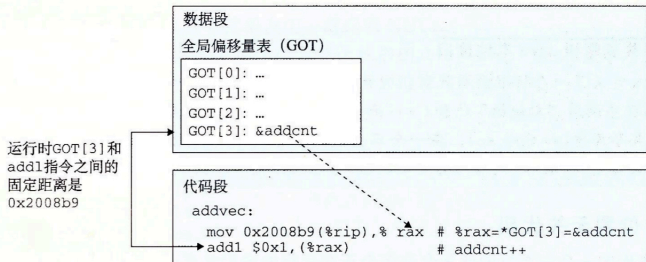 数据段
全局偏移量表（GOT）
GOT[0]: …
GOT[1]: …
GOT[2]: …
GOT[3]: &addcnt
运行时GOT[3]和
addl指令之间的
固定距离是
0x2008b9
代码段
addvec:
mov 0x2008b9(%rip),% rax # %rax=*GOT[3]=&addcnt
addl $0x1,(%rax) # addcnt++